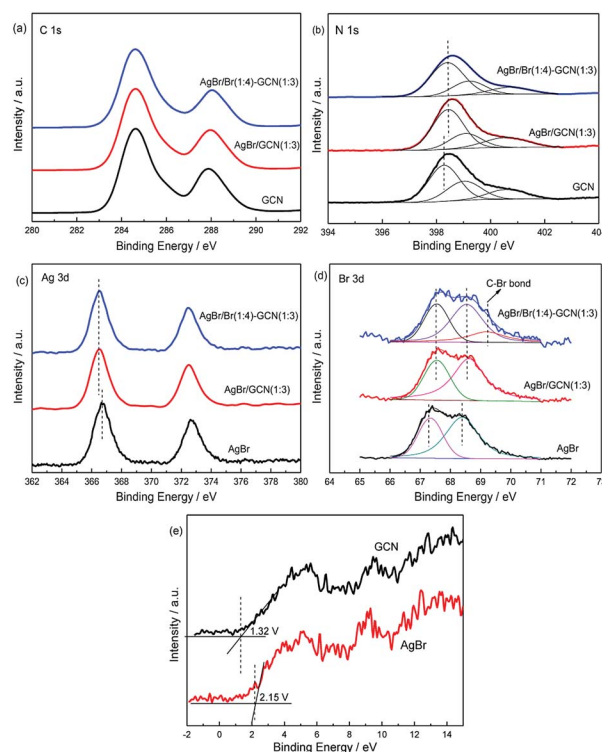 (a) C 1s
AgBr/Br(1:4)-GCN(1:3)
AgBr/GCN(1:3)
GCN
Intensity / a.u.
280 282 284 286 288 290 292
Binding Energy / eV
(b) N 1s
AgBr/Br(1:4)-GCN(1:3)
AgBr/GCN(1:3)
GCN
Intensity / a.u.
394 396 398 400 402 404
Binding Energy / eV
(c) Ag 3d
AgBr/Br(1:4)-GCN(1:3)
AgBr/GCN(1:3)
AgBr
Intensity / a.u.
362 364 366 368 370 372 374 376 378 380
Binding Energy / eV
(d) Br 3d
C-Br bond
AgBr/Br(1:4)-GCN(1:3)
AgBr/GCN(1:3)
AgBr
Intensity / a.u.
64 65 66 67 68 69 70 71 72 73
Binding Energy / eV
(e)
GCN
1.32 V
AgBr
2.15 V
Intensity / a.u.
-2 0 2 4 6 8 10 12 14
Binding Energy / eV